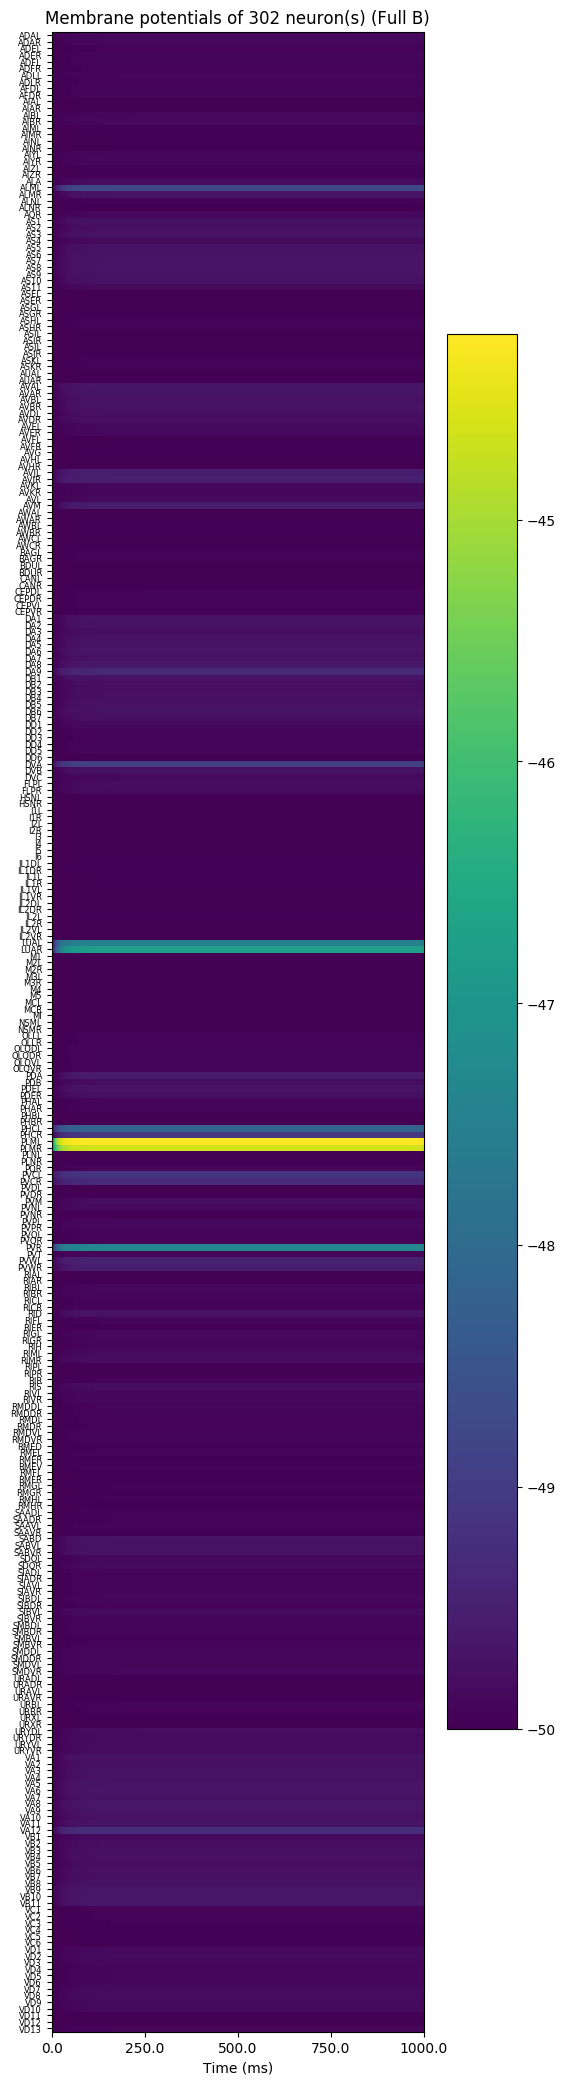 Membrane potentials of 302 neuron(s) (Full B)
ADAL
ADAR
ADEL
ADER
ADFL
ADFR
ADLL
ADLR
AFDL
AFDR
AIAL
AIAR
AIBL
AIBR
AIML
AIMR
AINL
AINR
AIYL
AIYR
AIZL
AIZR
ALA
ALML
ALMR
ALNL
ALNR
AQR
AS1
AS2
AS3
AS4
AS5
AS6
AS7
AS8
AS9
AS10
AS11
ASEL
ASER
ASGL
ASGR
ASHL
ASHR
ASIL
ASIR
ASJL
ASJR
ASKL
ASKR
AUAL
AUAR
AVAL
AVAR
AVBL
AVBR
AVDL
AVDR
AVEL
AVER
AVFL
AVFR
AVG
AVHL
AVHR
AVJL
AVJR
AVKL
AVKR
AVL
AVM
AWAL
AWAR
AWBL
AWBR
AWCL
AWCR
BAGL
BAGR
BDUL
BDUR
CANL
CANR
CEPDL
CEPDR
CEPVL
CEPVR
DA1
DA2
DA3
DA4
DA5
DA6
DA7
DA8
DA9
DB1
DB2
DB3
DB4
DB5
DB6
DB7
DD1
DD2
DD3
DD4
DD5
DD6
DVA
DVB
DVC
FLPL
FLPR
HSNL
HSNR
I1L
I1R
I2L
I2R
I3
I4
I5
I6
IL1DL
IL1DR
IL1L
IL1R
IL1VL
IL1VR
IL2DL
IL2DR
IL2L
IL2R
IL2VL
IL2VR
LUAL
LUAR
M1
M2L
M2R
M3L
M3R
M4
M5
MCL
MCR
MI
NSML
NSMR
OLLL
OLLR
OLQDL
OLQDR
OLQVL
OLQVR
PDA
PDB
PDEL
PDER
PHAL
PHAR
PHBL
PHBR
PHCL
PHCR
PLML
PLMR
PLNL
PLNR
PQR
PVCL
PVCR
PVDL
PVDR
PVM
PVNL
PVNR
PVPL
PVPR
PVQL
PVQR
PVR
PVT
PVWL
PVWR
RIAL
RIAR
RIBL
RIBR
RICL
RICR
RID
RIFL
RIFR
RIGL
RIGR
RIH
RIML
RIMR
RIPL
RIPR
RIR
RIS
RIVL
RIVR
RMDDL
RMDDR
RMDL
RMDR
RMDVL
RMDVR
RMED
RMEL
RMER
RMEV
RMFL
RMFR
RMGL
RMGR
RMHL
RMHR
SAADL
SAADR
SAAVL
SAAVR
SABD
SABVL
SABVR
SDQL
SDQR
SIADL
SIADR
SIAVL
SIAVR
SIBDL
SIBDR
SIBVL
SIBVR
SMBDL
SMBDR
SMBVL
SMBVR
SMDDL
SMDDR
SMDVL
SMDVR
URADL
URADR
URAVL
URAVR
URBL
URBR
URXL
URXR
URYDL
URYDR
URYVL
URYVR
VA1
VA2
VA3
VA4
VA5
VA6
VA7
VA8
VA9
VA10
VA11
VA12
VB1
VB2
VB3
VB4
VB5
VB6
VB7
VB8
VB9
VB10
VB11
VC1
VC2
VC3
VC4
VC5
VC6
VD1
VD2
VD3
VD4
VD5
VD6
VD7
VD8
VD9
VD10
VD11
VD12
VD13
0.0 250.0 500.0 750.0 1000.0
Time (ms)
−45
−46
−47
−48
−49
−50